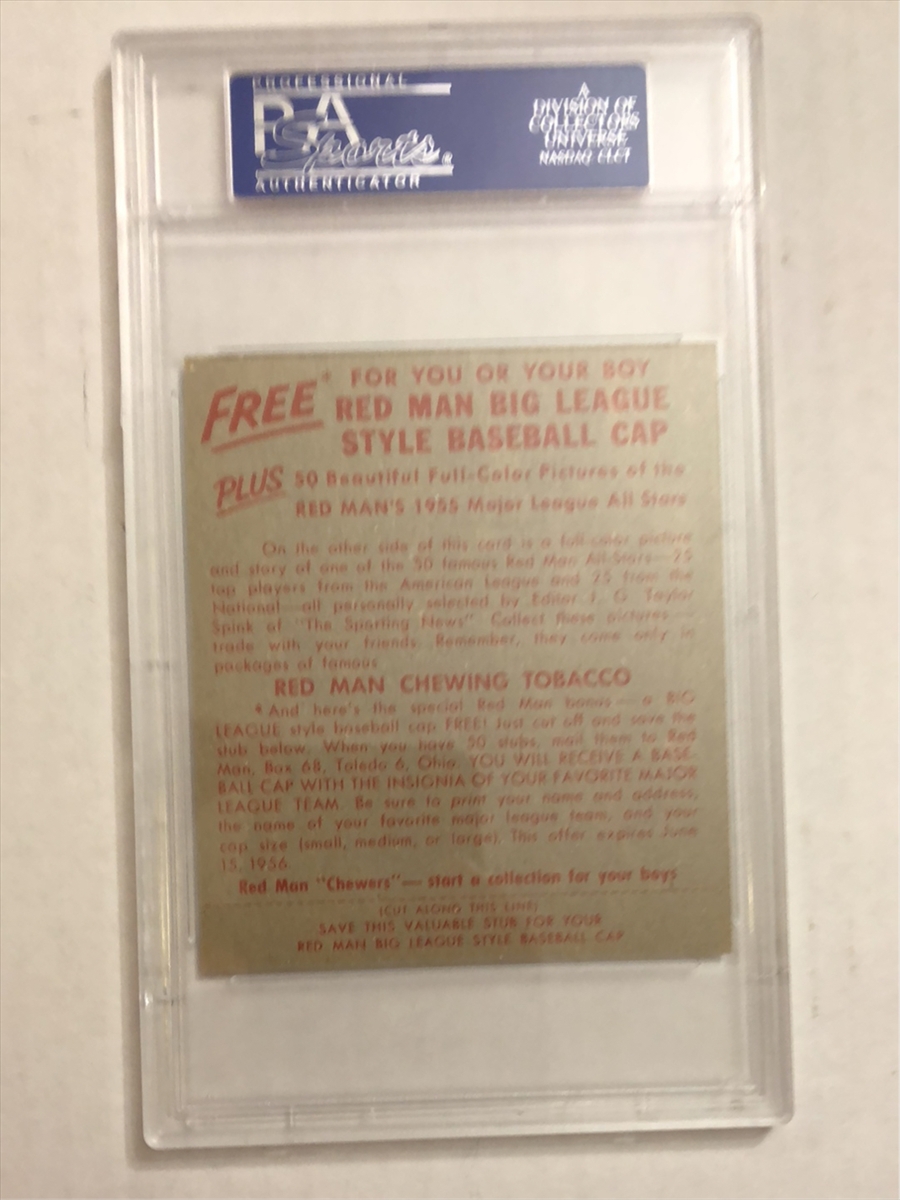 PROFESSIONAL
PSA
Sports
AUTHENTICATOR
A
DIVISION OF
COLLECTORS
UNIVERSE
NASDAQ CLCT
FREE* FOR YOU OR YOUR BOY
RED MAN BIG LEAGUE
STYLE BASEBALL CAP
PLUS 50 Beautiful Full-Color Pictures of the
RED MAN'S 1955 Major League All Stars
On the other side of this card is a full-color picture
and story of one of the 50 famous Red Man All-Stars—25
top players from the American League and 25 from the
National—all personally selected by Editor J. G. Taylor
Spink of "The Sporting News" Collect these pictures—
trade with your friends. Remember, they come only in
packages of famous
RED MAN CHEWING TOBACCO
*And here's the special Red Man bonus—a BIG
LEAGUE style baseball cap FREE! Just cut off and save the
stub below. When you have 50 stubs, mail them to Red
Man, Box 68, Toledo 6, Ohio. YOU WILL RECEIVE A BASE-
BALL CAP WITH THE INSIGNIA OF YOUR FAVORITE MAJOR
LEAGUE TEAM. Be sure to print your name and address,
the name of your favorite major league team, and your
cap size (small, medium, or large). This offer expires June
15, 1956.
Red Man "Chewers"—start a collection for your boys
(CUT ALONG THIS LINE)
SAVE THIS VALUABLE STUB FOR YOUR
RED MAN BIG LEAGUE STYLE BASEBALL CAP